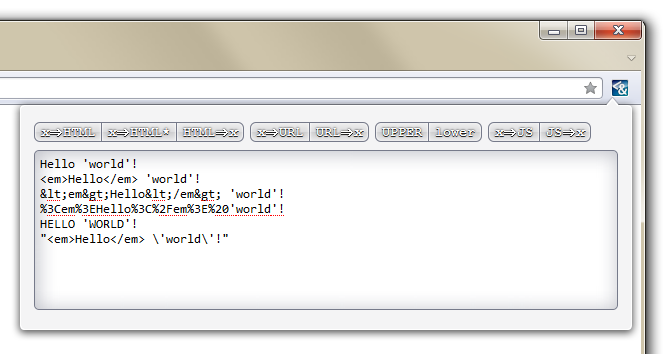 x⇒HTML x⇒HTML* HTML⇒x x⇒URL URL⇒x UPPER lower x⇒JS JS⇒x
Hello 'world'!
<em>Hello</em> 'world'!
&lt;em&gt;Hello&lt;/em&gt; 'world'!
%3Cem%3EHello%3C%2Fem%3E%20'world'!
HELLO 'WORLD'!
"<em>Hello</em> \'world\'!"